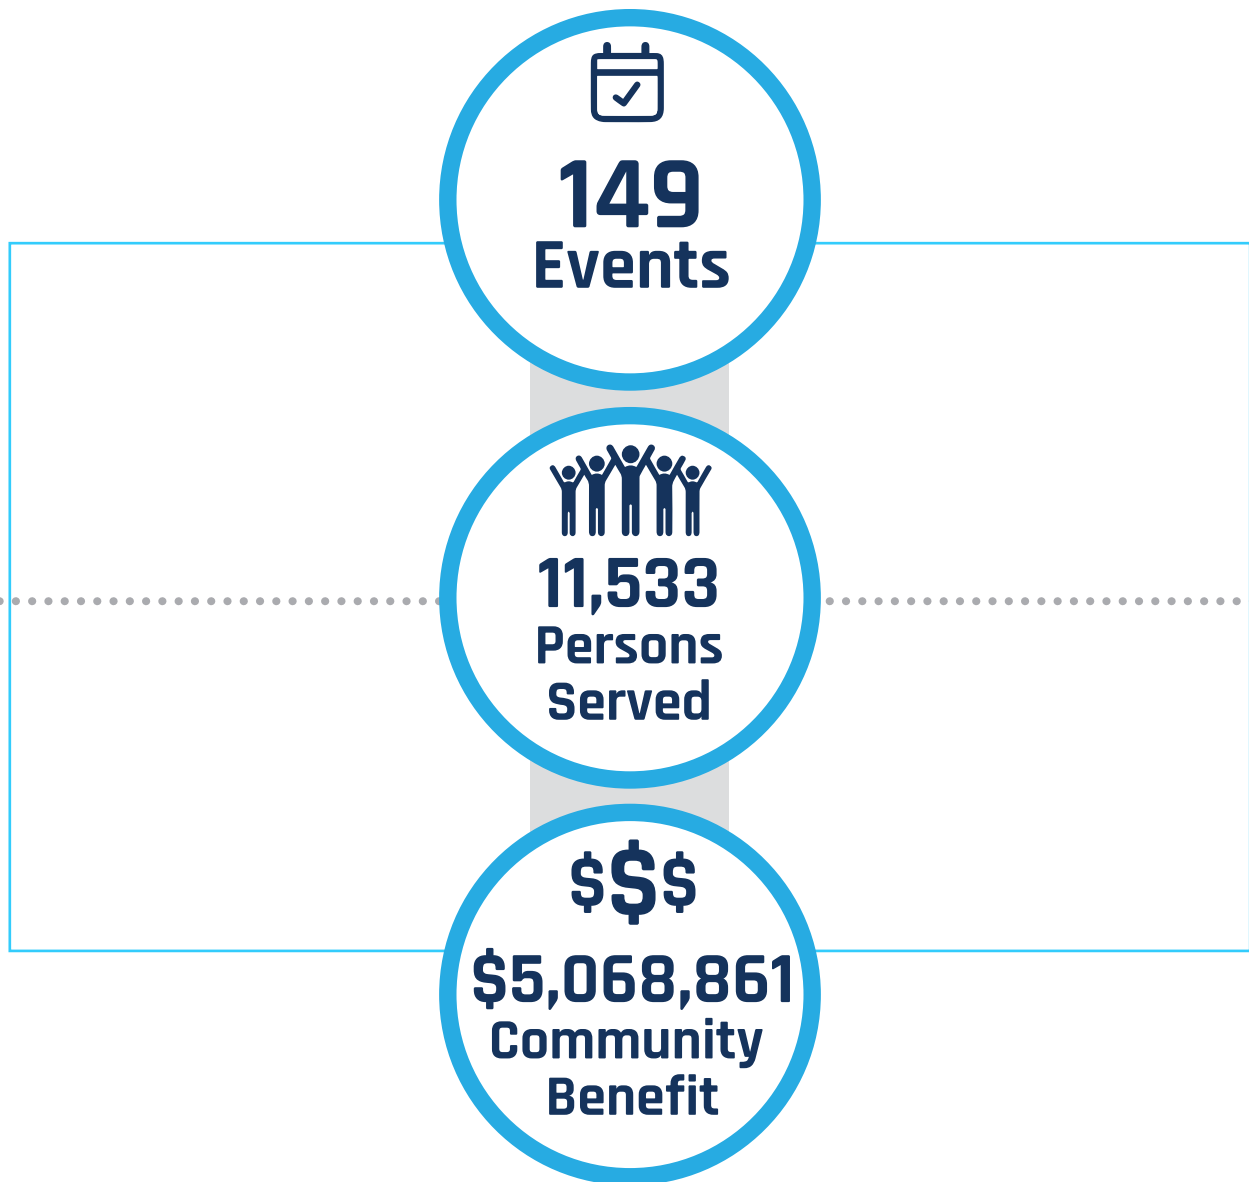 149
Events
11,533
Persons
Served
$$$
$5,068,861
Community
Benefit